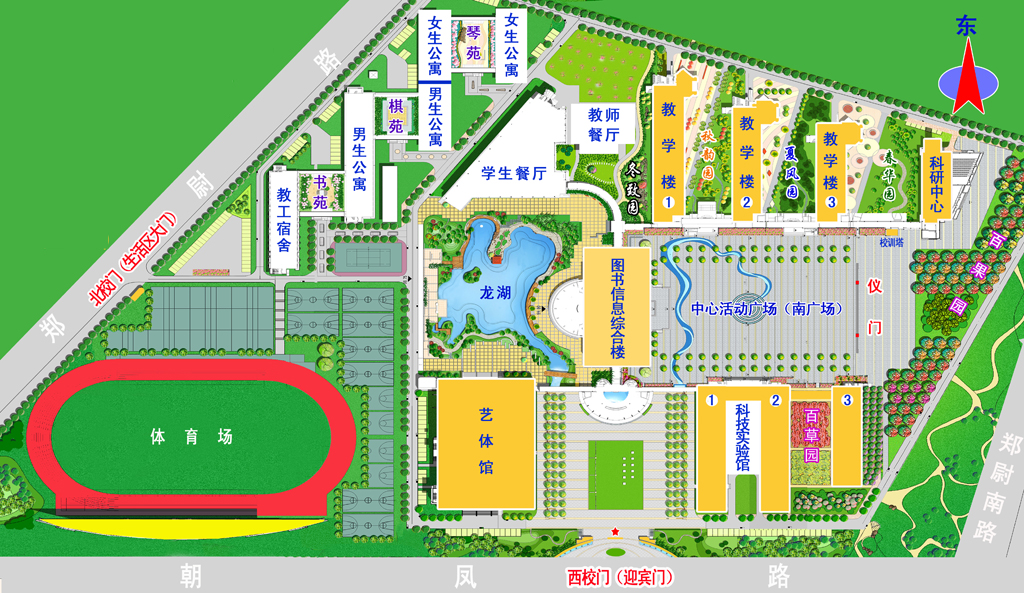 东
女生公寓
琴苑
女生公寓
路
男生公寓
棋苑
男生公寓
教师
餐厅
学生餐厅
教学楼①
秋韵园
教学楼②
夏风园
教学楼③
春华园
科研中心
冬致园
书苑
教工宿舍
尉
北校门（生活区大门）
郑
校训塔
百果园
龙湖
图书信息综合楼
中心活动广场（南广场）
仪门
体育场
艺体馆
①
②
③
科技实验馆
百草园
郑尉南路
西校门（迎宾门）
朝凤路